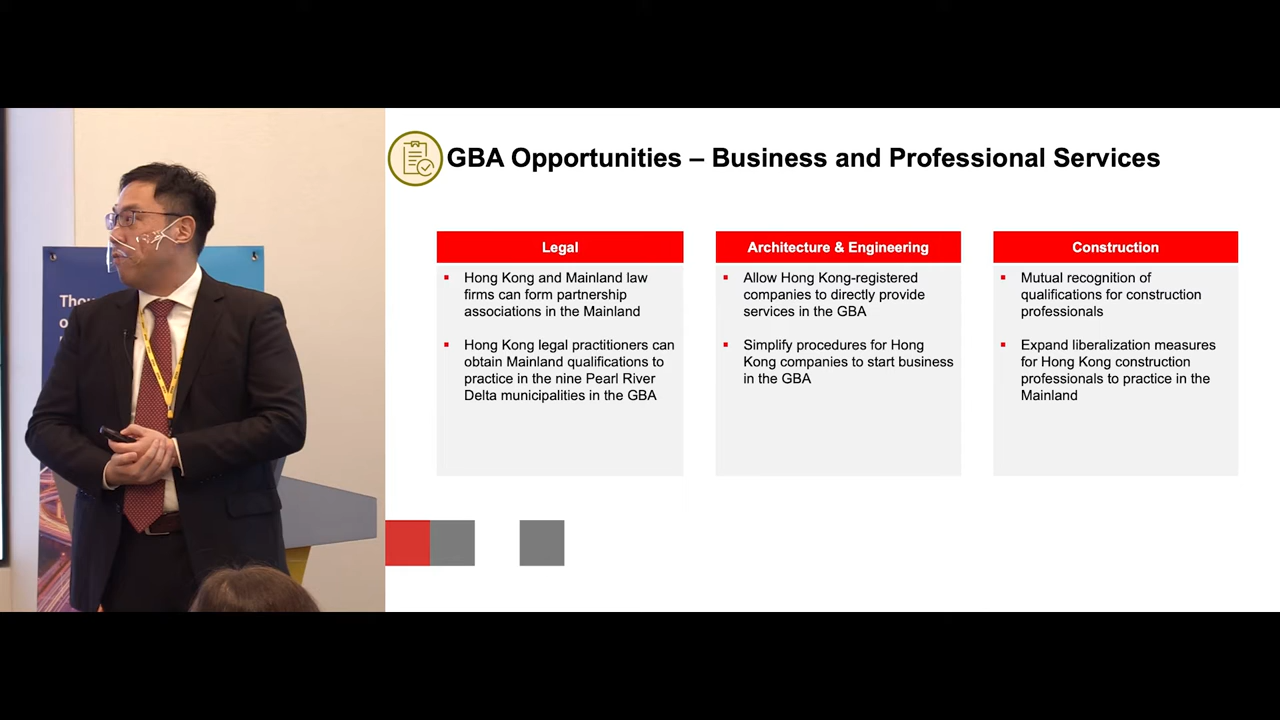 Thou
GBA Opportunities – Business and Professional Services
Legal
Hong Kong and Mainland law
firms can form partnership
associations in the Mainland
Hong Kong legal practitioners can
obtain Mainland qualifications to
practice in the nine Pearl River
Delta municipalities in the GBA
Architecture & Engineering
Allow Hong Kong-registered
companies to directly provide
services in the GBA
Simplify procedures for Hong
Kong companies to start business
in the GBA
Construction
Mutual recognition of
qualifications for construction
professionals
Expand liberalization measures
for Hong Kong construction
professionals to practice in the
Mainland